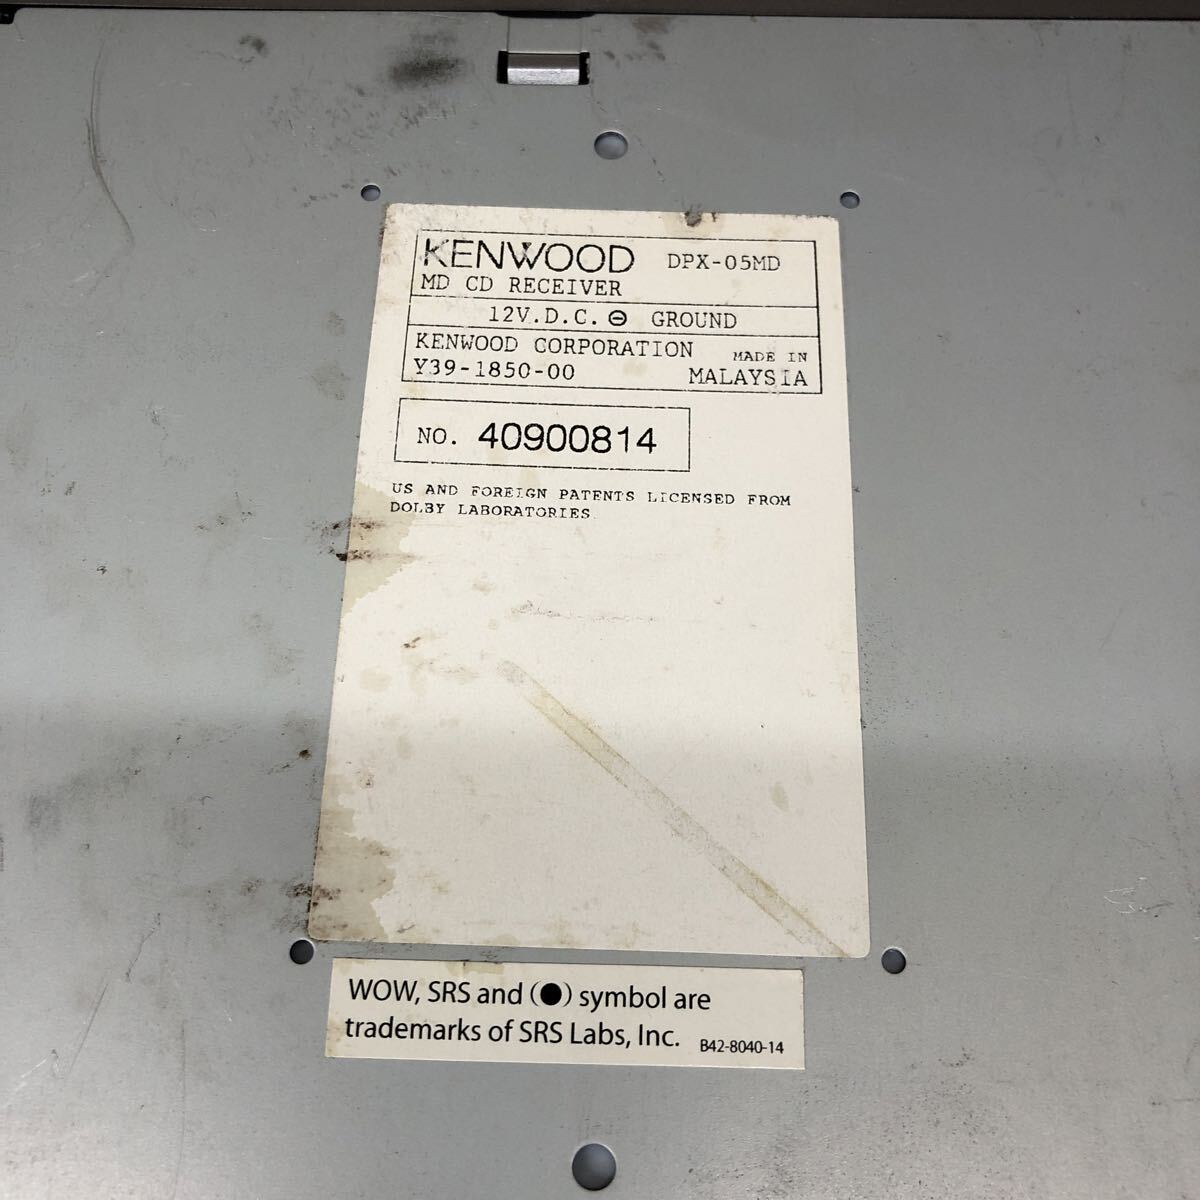 KENWOOD DPX-05MD
MD CD RECEIVER
12V.D.C. ⊖ GROUND
KENWOOD CORPORATION MADE IN
Y39-1850-00 MALAYSIA
NO. 40900814
US AND FOREIGN PATENTS LICENSED FROM
DOLBY LABORATORIES.
WOW, SRS and (●) symbol are
trademarks of SRS Labs, Inc. B42-8040-14